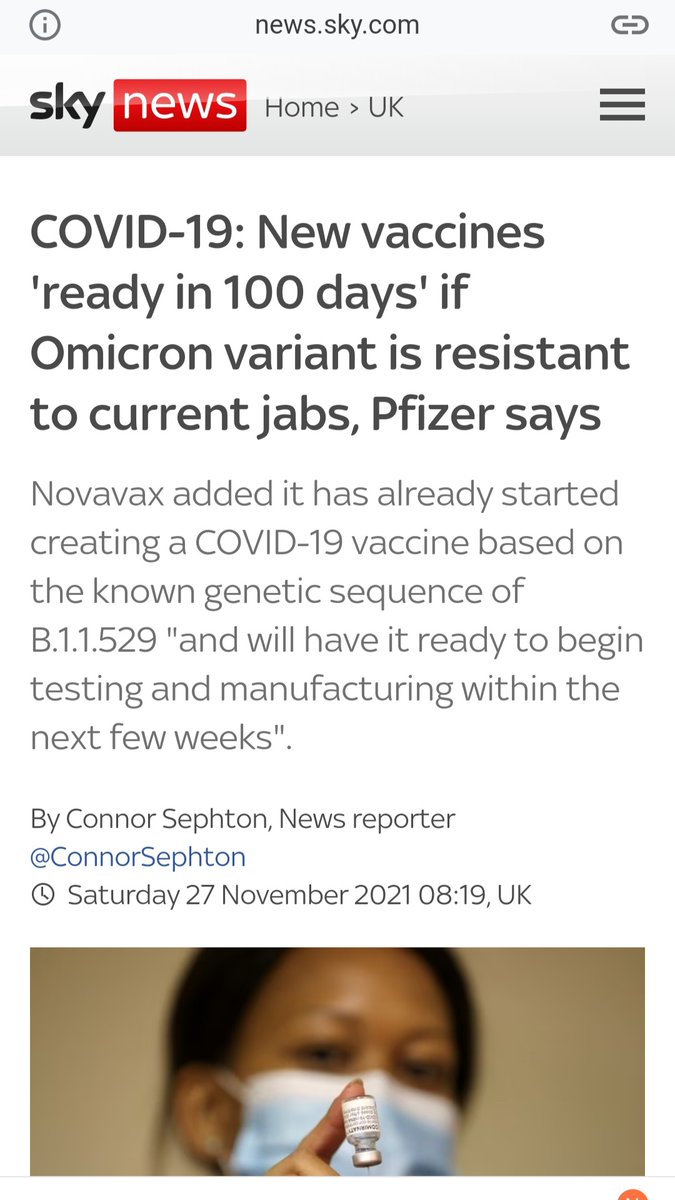 news.sky.com
sky news Home > UK
COVID-19: New vaccines
'ready in 100 days' if
Omicron variant is resistant
to current jabs, Pfizer says
Novavax added it has already started
creating a COVID-19 vaccine based on
the known genetic sequence of
B.1.1.529 "and will have it ready to begin
testing and manufacturing within the
next few weeks".
By Connor Sephton, News reporter
@ConnorSephton
Saturday 27 November 2021 08:19, UK
COMIRNATY